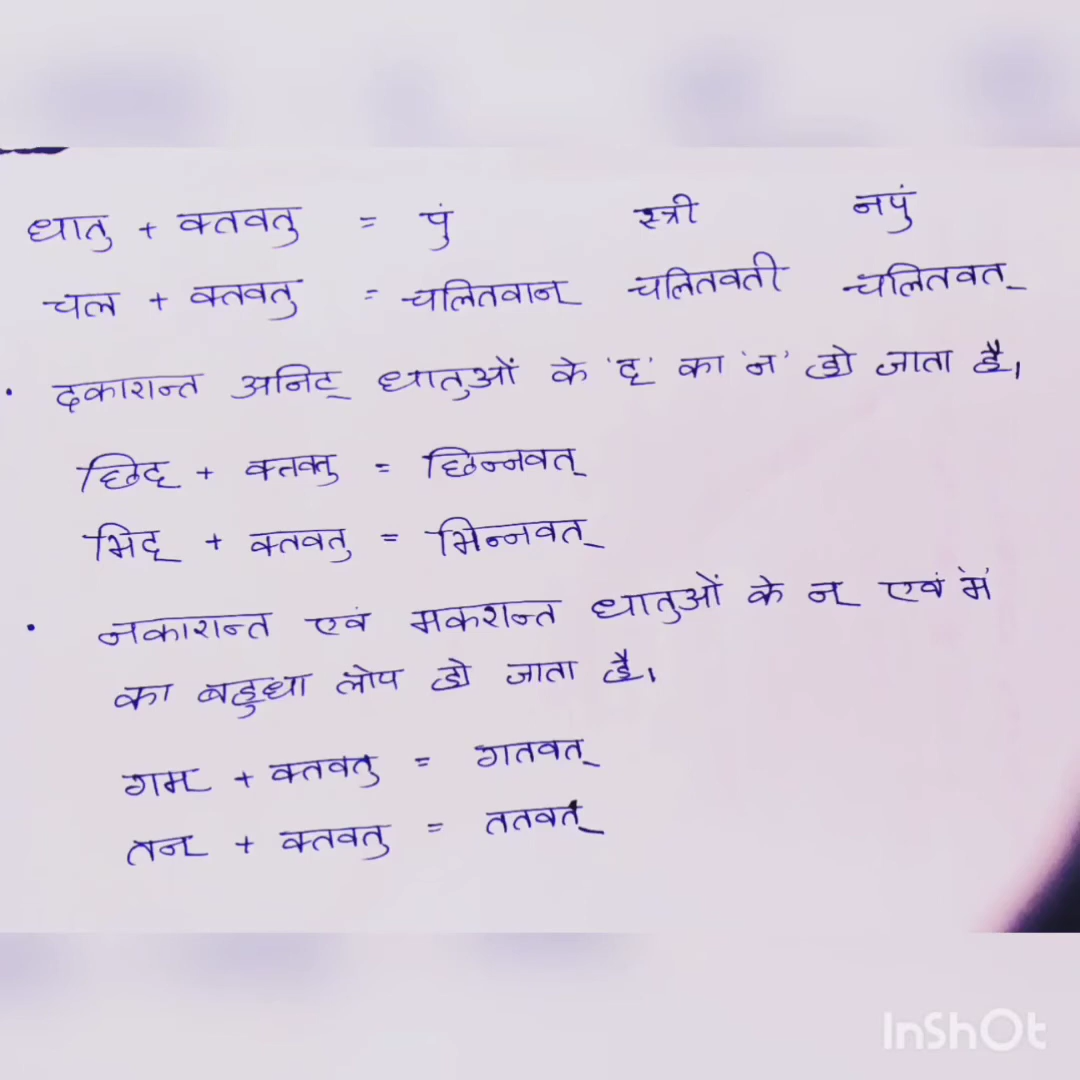 धातु + क्तवतु = पुं स्त्री नपुं
चल + क्तवतु = चलितवान् चलितवती चलितवत्
• दकारान्त अनिट् धातुओं के 'द्' का 'न' हो जाता है।
छिद् + क्तवतु = छिन्नवत्
भिद् + क्तवतु = भिन्नवत्
• नकारान्त एवं मकारान्त धातुओं के न् एवं 'म'
का बहुधा लोप हो जाता है।
गम् + क्तवतु = गतवत्
तन् + क्तवतु = ततवत्
InShOt